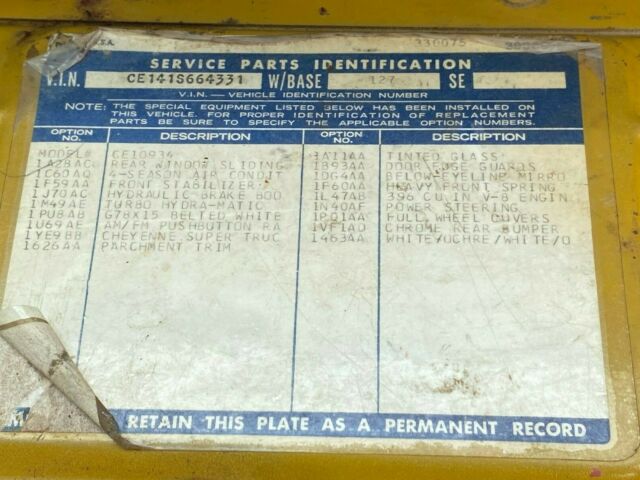 330075
SERVICE PARTS IDENTIFICATION
V.I.N. CE141S664331 W/BASE 127 SE
V.I.N. — VEHICLE IDENTIFICATION NUMBER
NOTE: THE SPECIAL EQUIPMENT LISTED BELOW HAS BEEN INSTALLED ON
THIS VEHICLE. FOR PROPER IDENTIFICATION OF REPLACEMENT
PARTS BE SURE TO SPECIFY THE APPLICABLE OPTION NUMBERS.
OPTION NO. DESCRIPTION OPTION NO. DESCRIPTION
MODEL# CE10934 1A11AA TINTED GLASS
1A28AC REAR WINDOW SLIDING 1B93AA DOOR EDGE GUARDS
1C60AQ 4-SEASON AIR CONDIT 1DG4AA BELOW-EYELINE MIRRO
1F59AA FRONT STABILIZER 1F60AA HEAVY FRONT SPRING
1J70AC HYDRAULIC BRAKE BOO 1L47AB 396 CU.IN V-8 ENGIN
1M49AE TURBO HYDRA-MATIC 1N40AA POWER STEERING
1PU8AB G78X15 BELTED WHITE 1P01AA FULL WHEEL COVERS
1U69AE AM/FM PUSHBUTTON RA 1VF1AD CHROME REAR BUMPER
1YE9BB CHEYENNE SUPER TRUC 1463AA WHITE/OCHRE/WHITE/O
1626AA PARCHMENT TRIM
M RETAIN THIS PLATE AS A PERMANENT RECORD